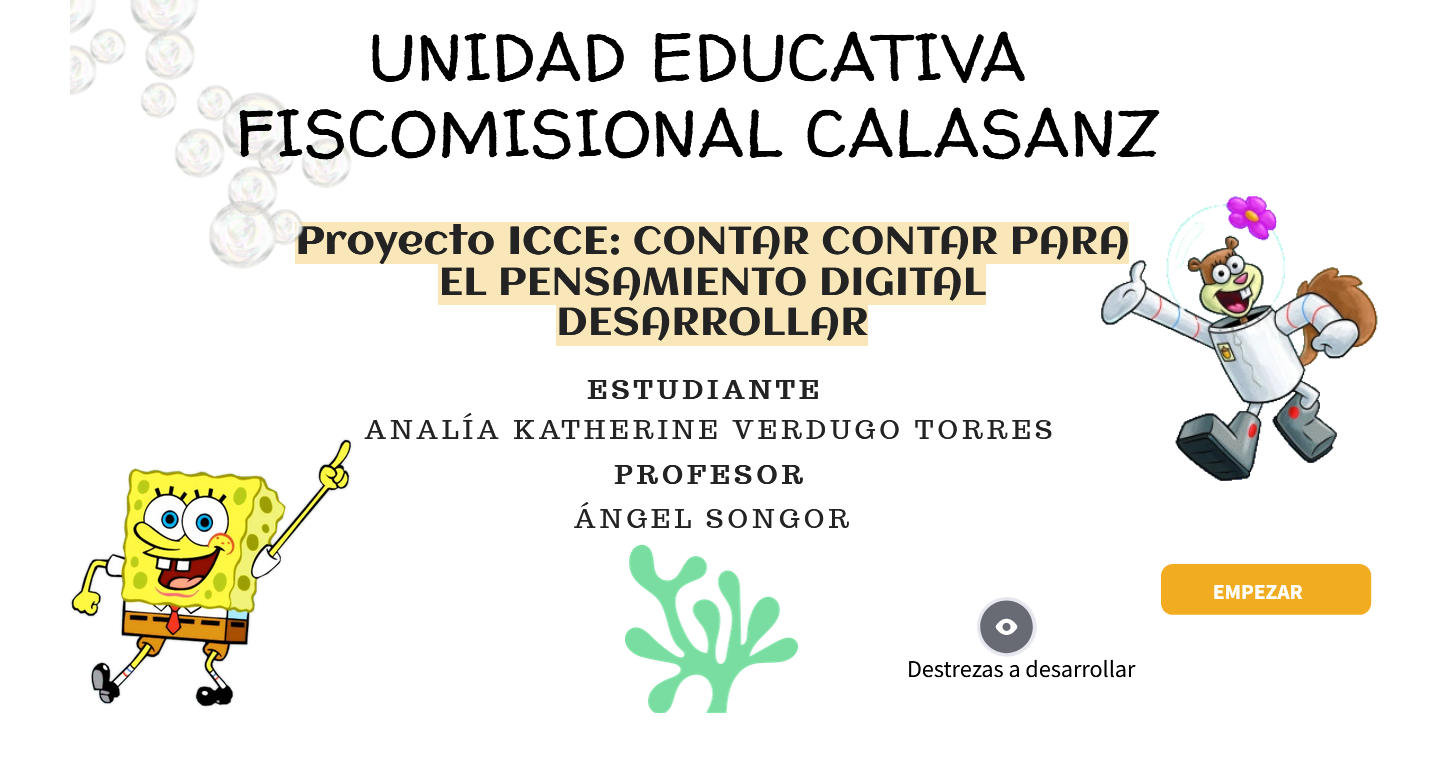 UNIDAD EDUCATIVA
FISCOMISIONAL CALASANZ
Proyecto ICCE: CONTAR CONTAR PARA
EL PENSAMIENTO DIGITAL
DESARROLLAR
ESTUDIANTE
ANALÍA KATHERINE VERDUGO TORRES
PROFESOR
ÁNGEL SONGOR
EMPEZAR
Destrezas a desarrollar